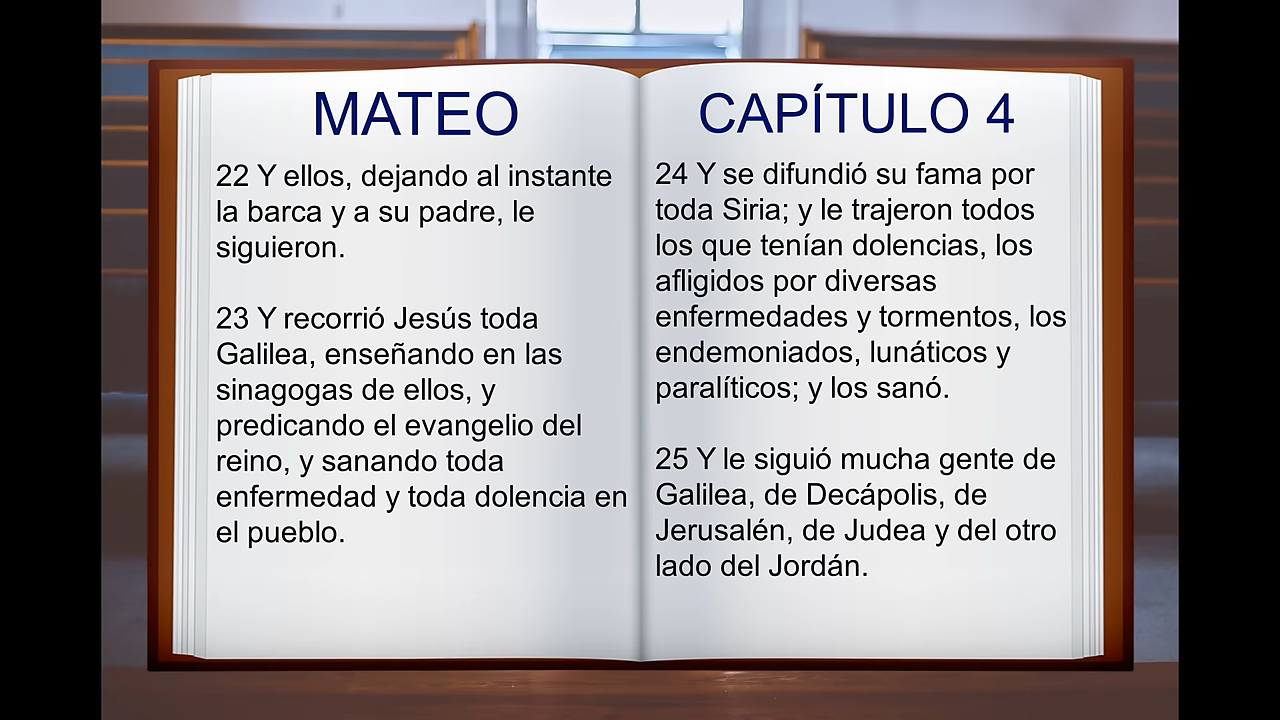 MATEO
22 Y ellos, dejando al instante
la barca y a su padre, le
siguieron.
23 Y recorrió Jesús toda
Galilea, enseñando en las
sinagogas de ellos, y
predicando el evangelio del
reino, y sanando toda
enfermedad y toda dolencia en
el pueblo.
CAPÍTULO 4
24 Y se difundió su fama por
toda Siria; y le trajeron todos
los que tenían dolencias, los
afligidos por diversas
enfermedades y tormentos, los
endemoniados, lunáticos y
paralíticos; y los sanó.
25 Y le siguió mucha gente de
Galilea, de Decápolis, de
Jerusalén, de Judea y del otro
lado del Jordán.